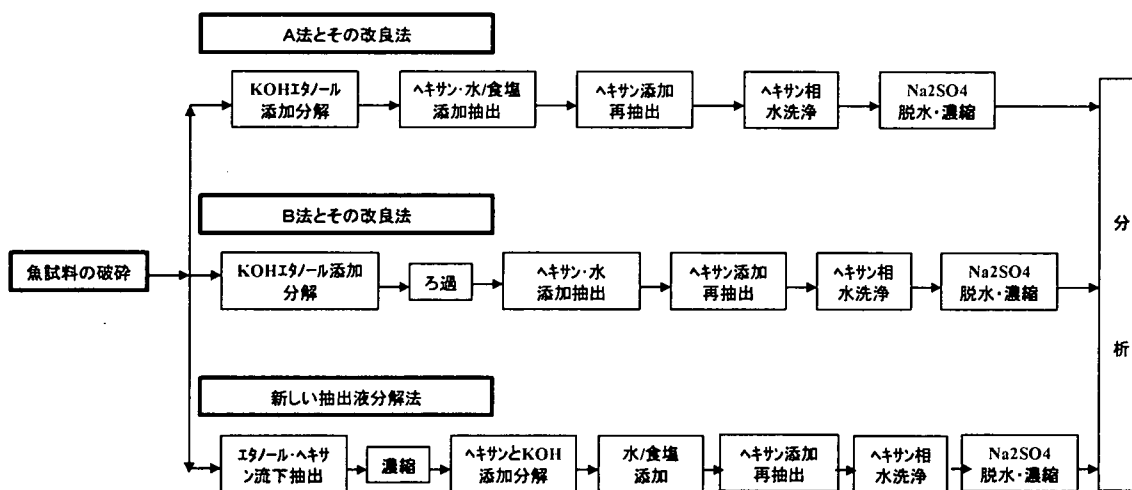 A法とその改良法
KOHエタノール
添加分解
ヘキサン・水/食塩
添加抽出
ヘキサン添加
再抽出
ヘキサン相
水洗浄
Na2SO4
脱水・濃縮
B法とその改良法
魚試料の破砕
KOHエタノール添加
分解
ろ過
ヘキサン・水
添加抽出
ヘキサン添加
再抽出
ヘキサン相
水洗浄
Na2SO4
脱水・濃縮
新しい抽出液分解法
エタノール・ヘキサ
ン流下抽出
濃縮
ヘキサンとKOH
添加分解
水/食塩
添加
ヘキサン添加
再抽出
ヘキサン相
水洗浄
Na2SO4
脱水・濃縮
分
析